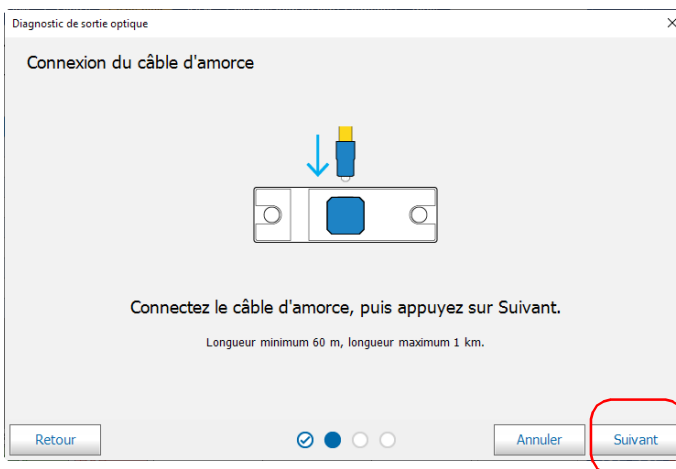 Diagnostic de sortie optique
Connexion du câble d'amorce
Connectez le câble d'amorce, puis appuyez sur Suivant.
Longueur minimum 60 m, longueur maximum 1 km.
Retour
Annuler
Suivant